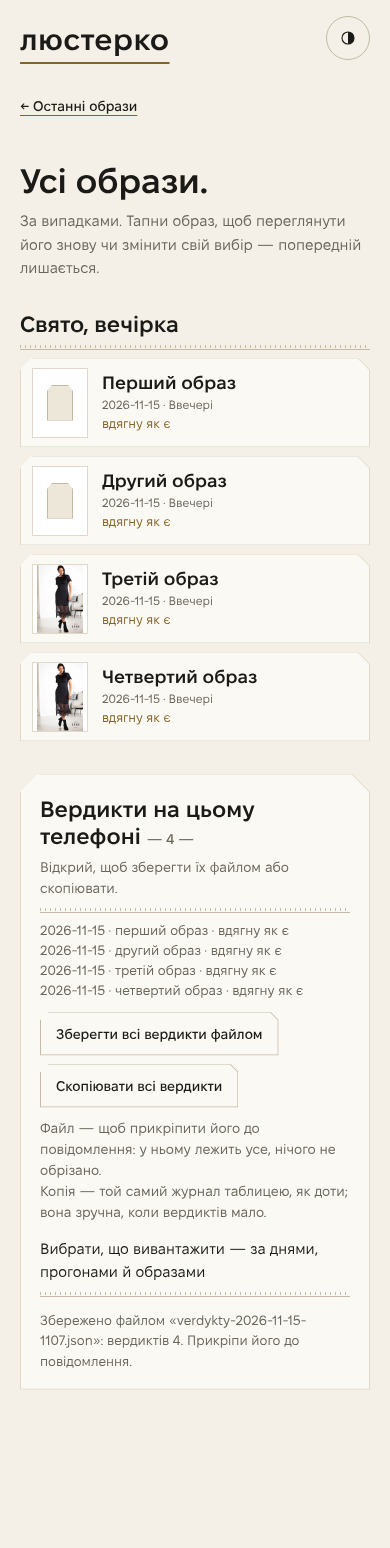 люстерко
← Останні образи
Усі образи.
За випадками. Тапни образ, щоб переглянути
його знову чи змінити свій вибір — попередній
лишається.
Свято, вечірка
Перший образ
2026-11-15 · Ввечері
вдягну як є
Другий образ
2026-11-15 · Ввечері
вдягну як є
Третій образ
2026-11-15 · Ввечері
вдягну як є
Четвертий образ
2026-11-15 · Ввечері
вдягну як є
Вердикти на цьому
телефоні — 4 —
Відкрий, щоб зберегти їх файлом або
скопіювати.
2026-11-15 · перший образ · вдягну як є
2026-11-15 · другий образ · вдягну як є
2026-11-15 · третій образ · вдягну як є
2026-11-15 · четвертий образ · вдягну як є
Зберегти всі вердикти файлом
Скопіювати всі вердикти
Файл — щоб прикріпити його до
повідомлення: у ньому лежить усе, нічого не
обрізано.
Копія — той самий журнал таблицею, як доти;
вона зручна, коли вердиктів мало.
Вибрати, що вивантажити — за днями,
прогонами й образами
Збережено файлом «verdykty-2026-11-15-
1107.json»: вердиктів 4. Прикріпи його до
повідомлення.